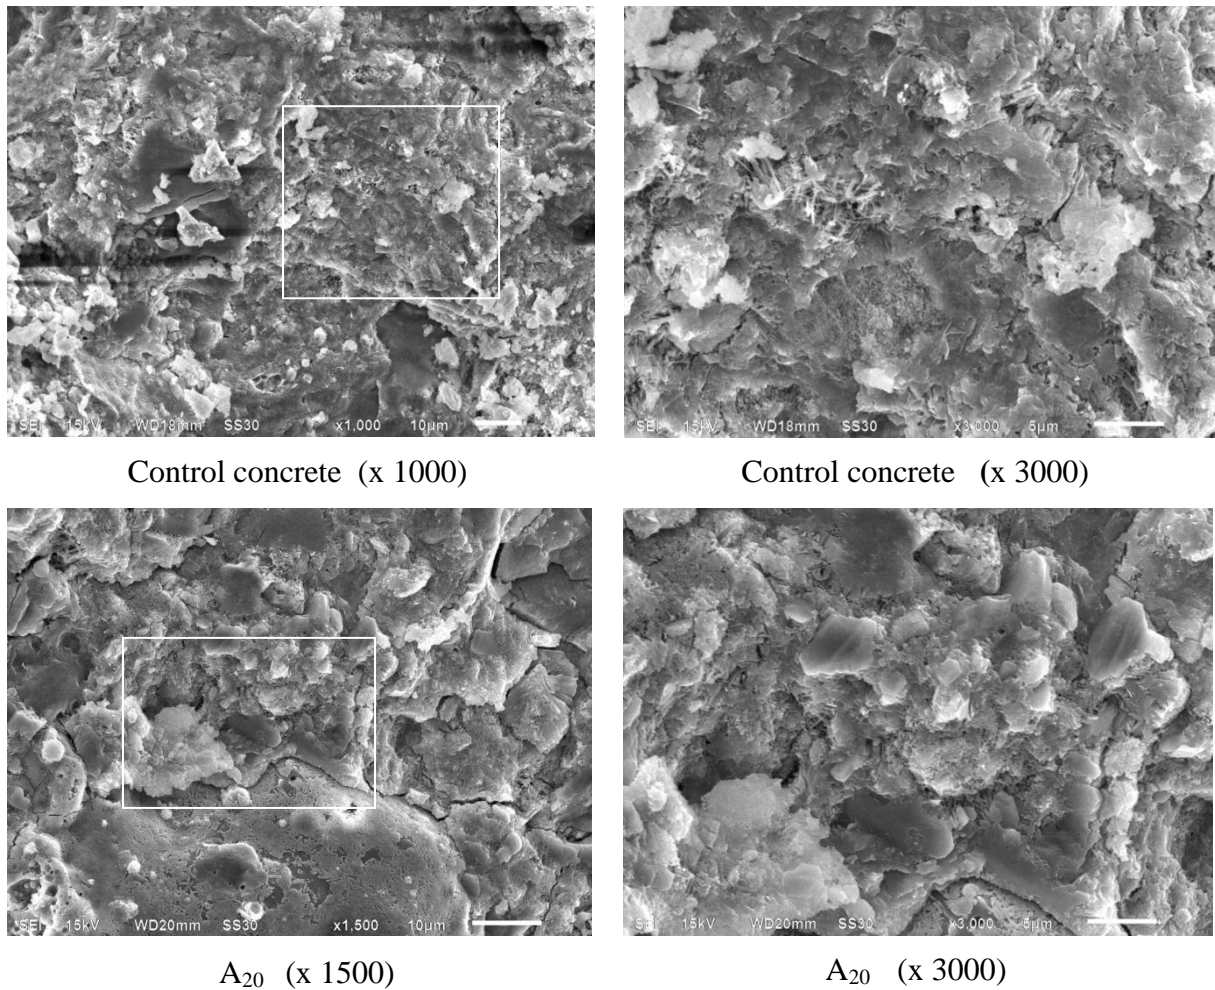 SEI 15kV WD18mm SS30 x1,000 10µm
SEI 15kV WD18mm SS30 x3,000 5µm
Control concrete (x 1000)
Control concrete (x 3000)
SEI 15kV WD20mm SS30 x1,500 10µm
SEI 15kV WD20mm SS30 x3,000 5µm
A₂₀ (x 1500)
A₂₀ (x 3000)